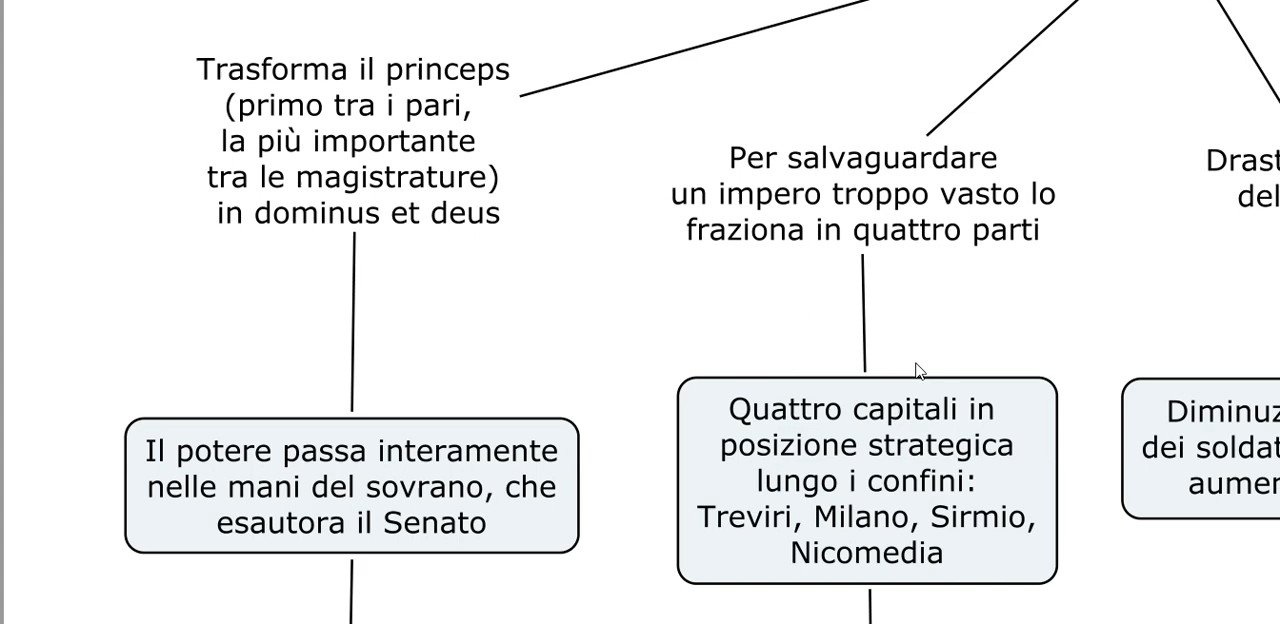 Trasforma il princeps
(primo tra i pari,
la più importante
tra le magistrature)
in dominus et deus
Per salvaguardare
un impero troppo vasto lo
fraziona in quattro parti
Il potere passa interamente
nelle mani del sovrano, che
esautora il Senato
Quattro capitali in
posizione strategica
lungo i confini:
Treviri, Milano, Sirmio,
Nicomedia
dei